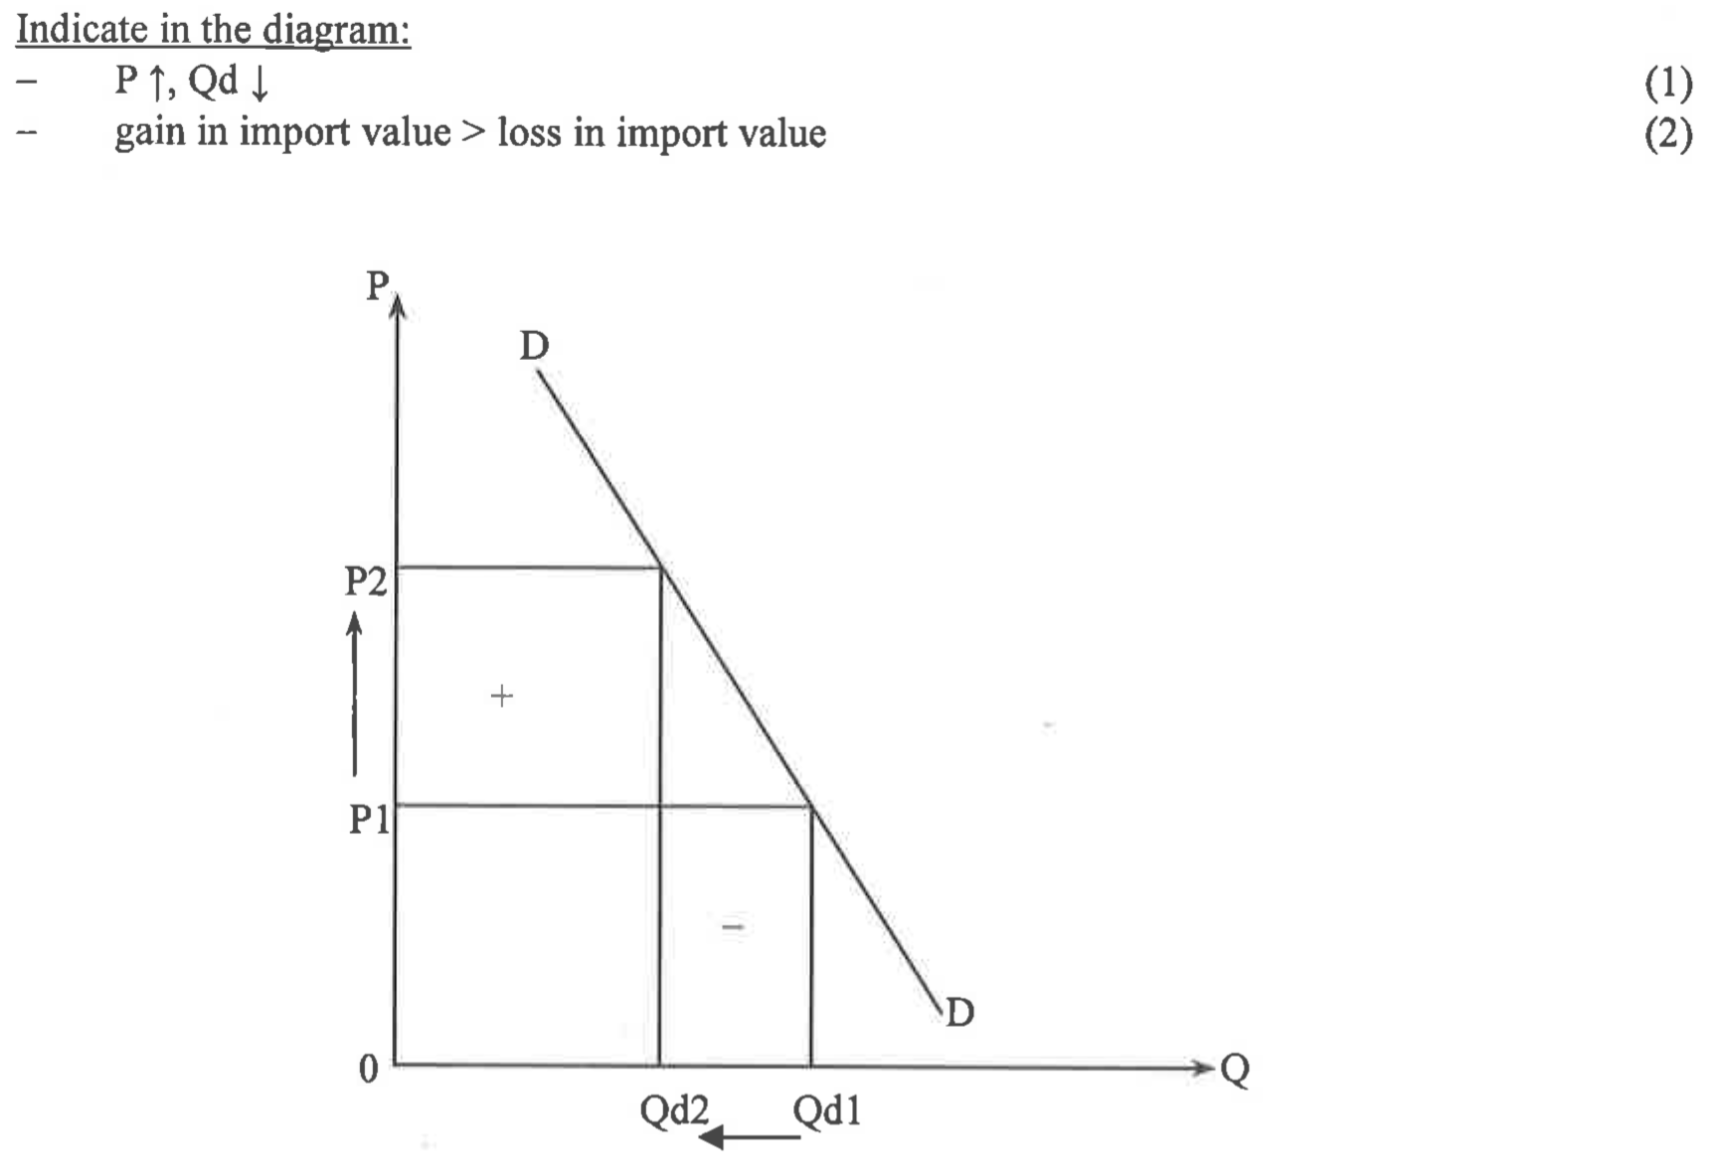 Indicate in the diagram:
– P ↑, Qd ↓ (1)
– gain in import value > loss in import value (2)
P
D
P2
+
P1
–
D
0
Q
Qd2
Qd1